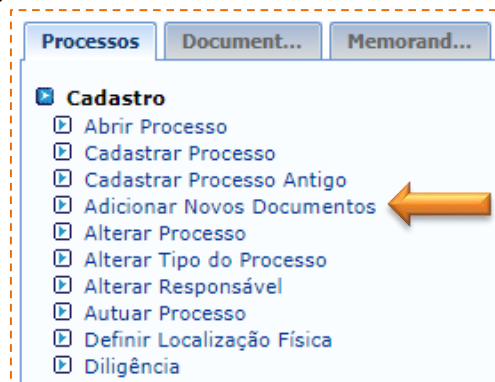 Processos Document... Memorand...
Cadastro
Abrir Processo
Cadastrar Processo
Cadastrar Processo Antigo
Adicionar Novos Documentos
Alterar Processo
Alterar Tipo do Processo
Alterar Responsável
Autuar Processo
Definir Localização Física
Diligência